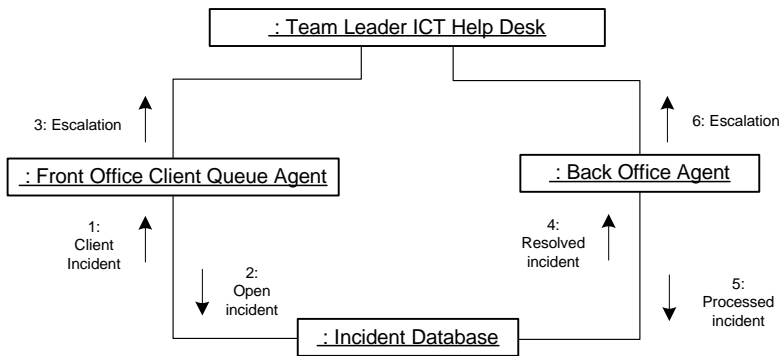 : Team Leader ICT Help Desk
3: Escalation
6: Escalation
: Front Office Client Queue Agent
: Back Office Agent
1:
Client
Incident
2:
Open
incident
4:
Resolved
incident
5:
Processed
incident
: Incident Database